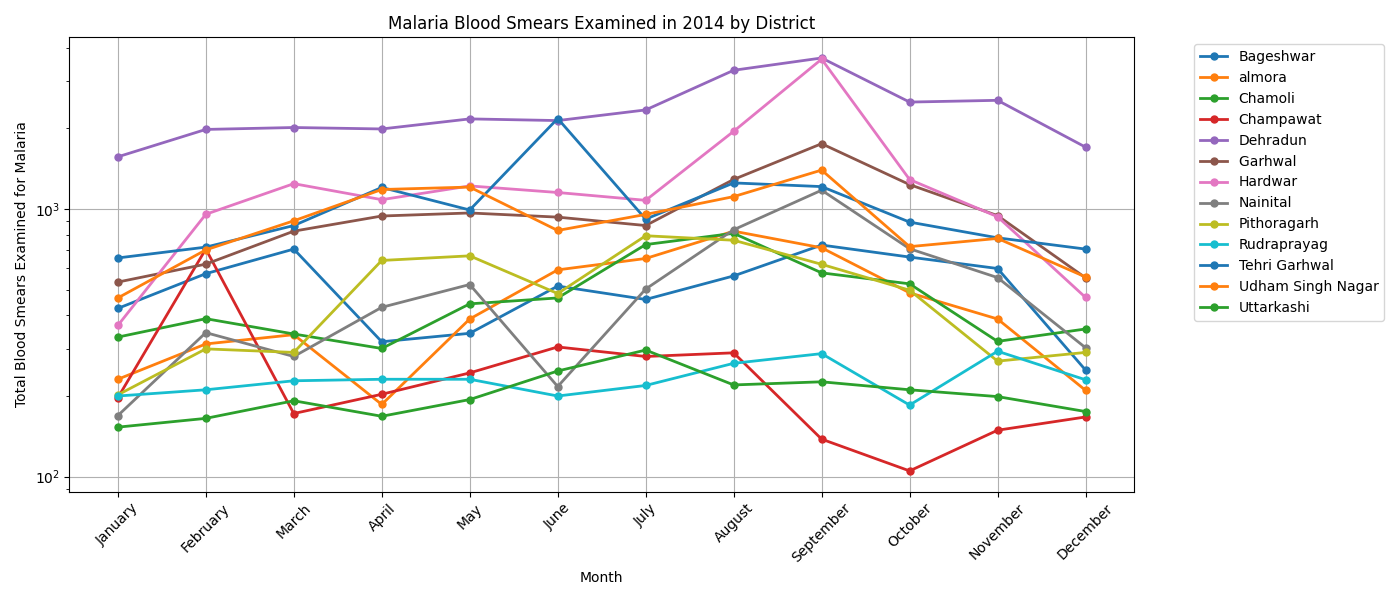 Malaria Blood Smears Examined in 2014 by District
Total Blood Smears Examined for Malaria
10³
10²
January
February
March
April
May
June
July
August
September
October
November
December
Month
Bageshwar
almora
Chamoli
Champawat
Dehradun
Garhwal
Hardwar
Nainital
Pithoragarh
Rudraprayag
Tehri Garhwal
Udham Singh Nagar
Uttarkashi